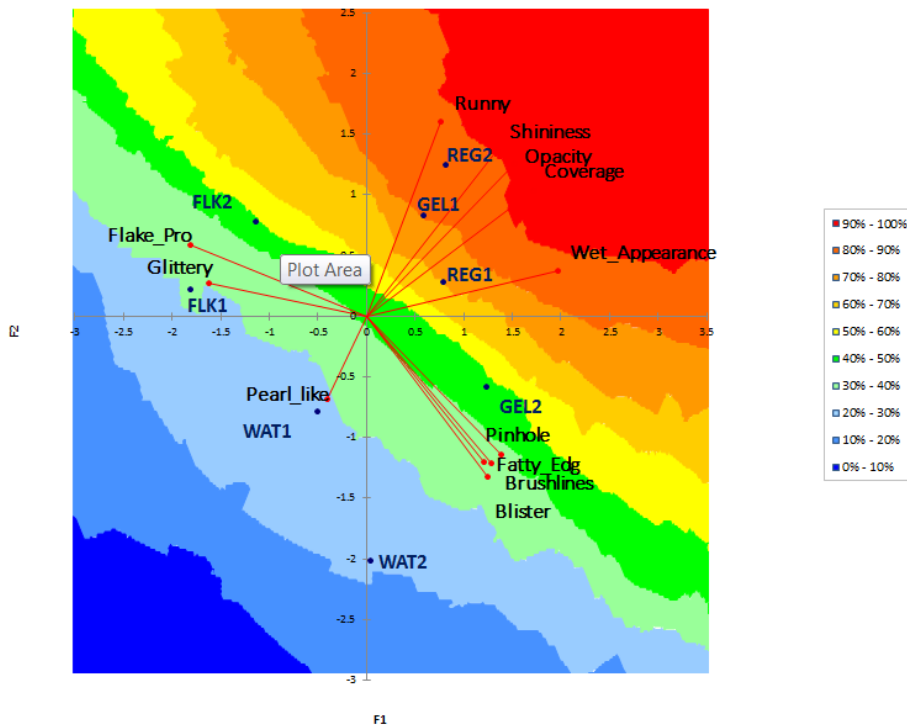 2.5
2
Runny
1.5
Shininess
REG2
Opacity
Coverage
1
FLK2
GEL1
Flake_Pro
Wet_Appearance
Glittery
Plot Area
REG1
FLK1
-3 -2.5 -2 -1.5 -1 -0.5 0 0.5 1 1.5 2 2.5 3 3.5
F2
-0.5
Pearl_like
GEL2
WAT1
-1
Pinhole
Fatty_Edg
Brushlines
-1.5
Blister
-2
WAT2
-2.5
-3
F1
90% - 100%
80% - 90%
70% - 80%
60% - 70%
50% - 60%
40% - 50%
30% - 40%
20% - 30%
10% - 20%
0% - 10%